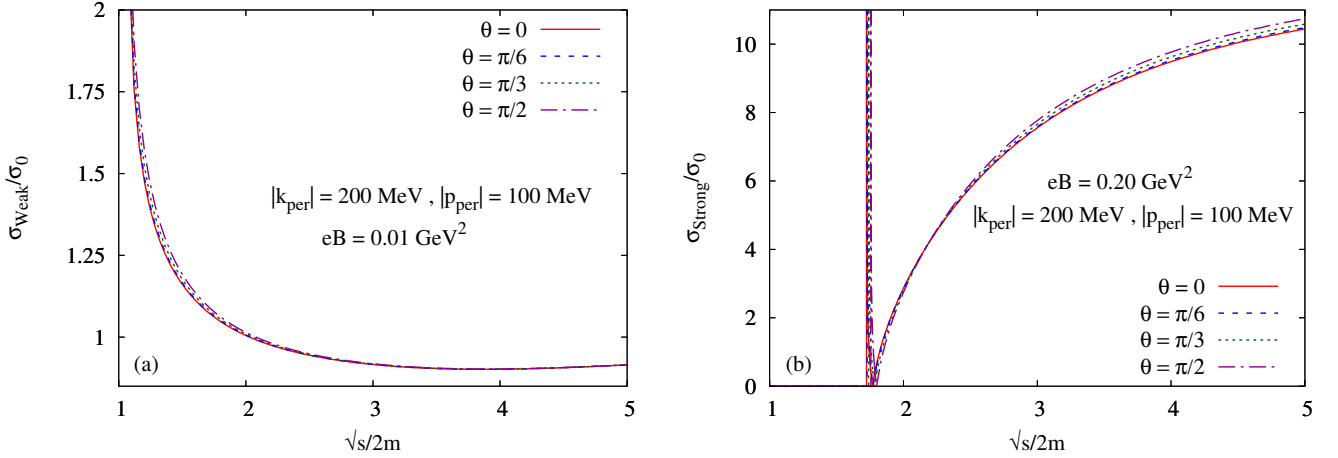 2
1.75
1.5
1.25
1
σWeak/σ0
θ = 0
θ = π/6
θ = π/3
θ = π/2
|kper| = 200 MeV , |pper| = 100 MeV
eB = 0.01 GeV²
(a)
1 2 3 4 5
√s/2m
10
8
6
4
2
0
σStrong/σ0
eB = 0.20 GeV²
|kper| = 200 MeV , |pper| = 100 MeV
θ = 0
θ = π/6
θ = π/3
θ = π/2
(b)
1 2 3 4 5
√s/2m